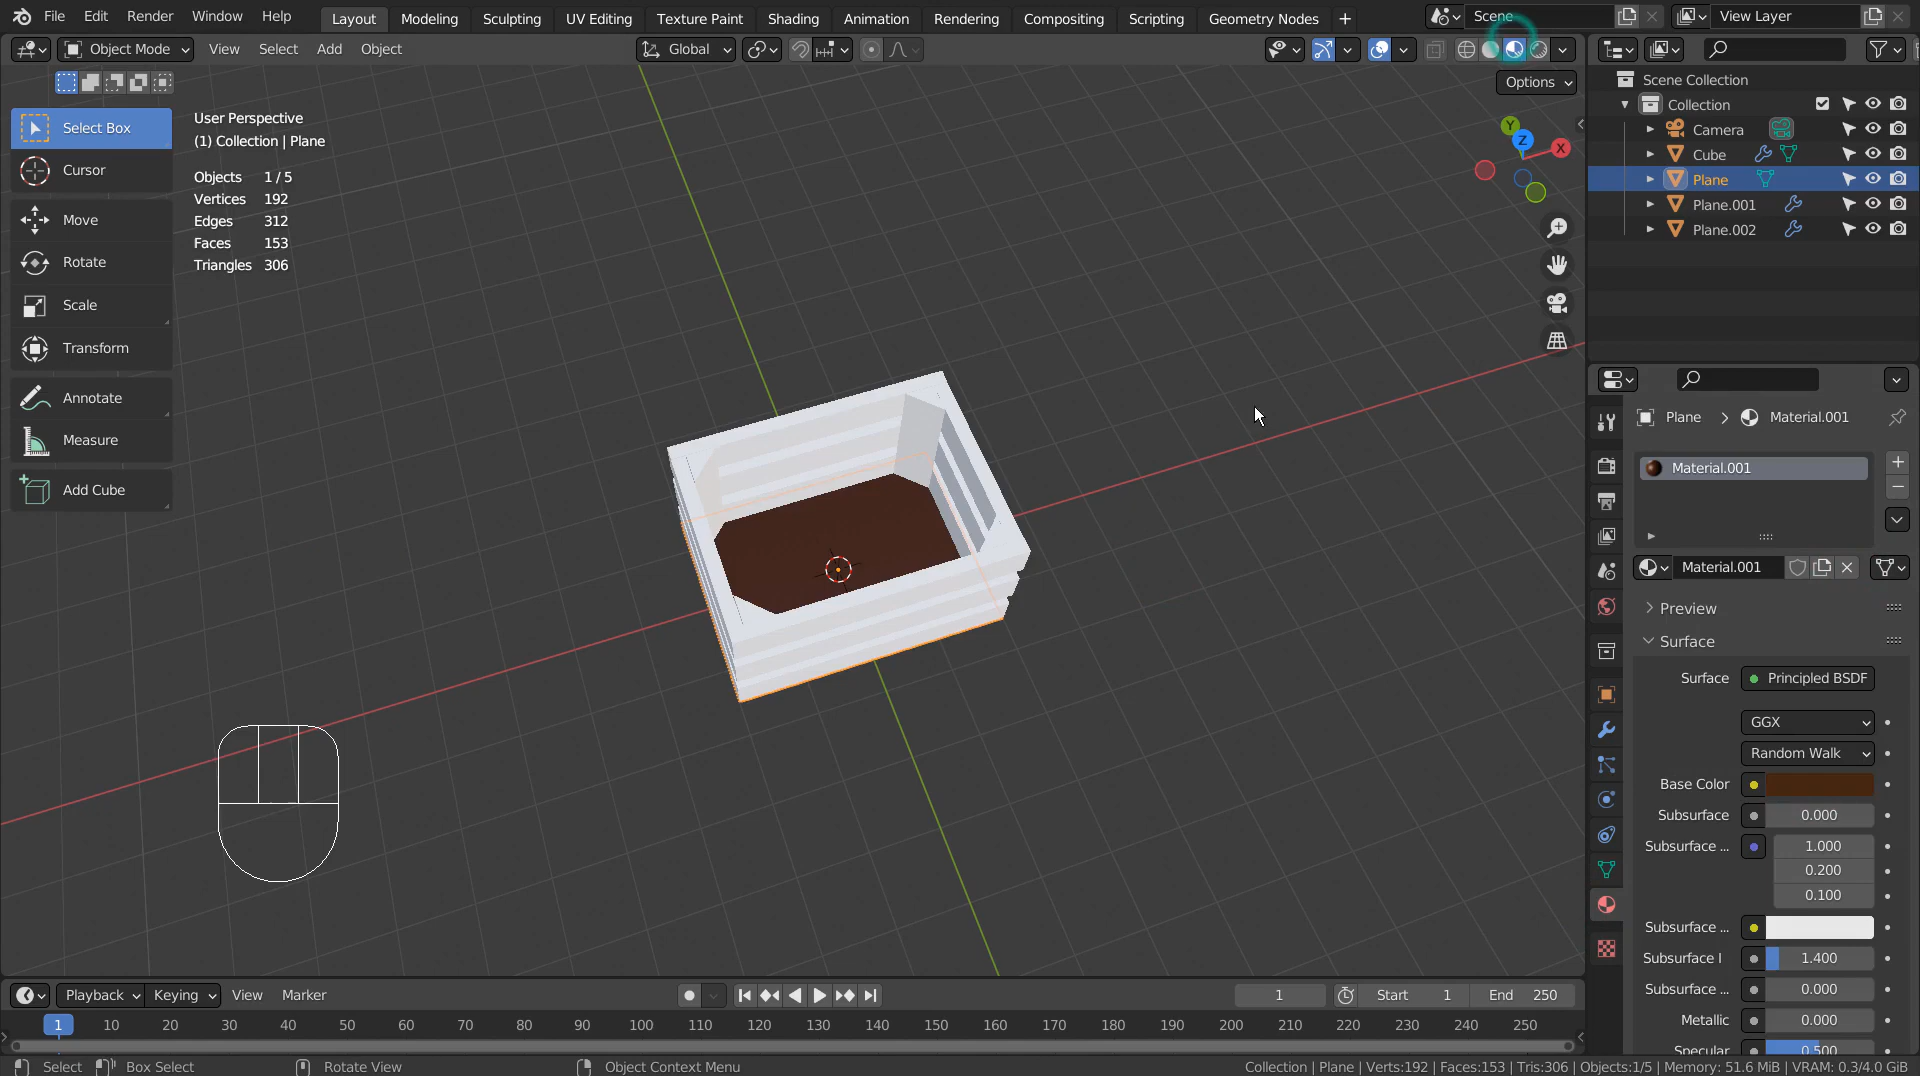 File Edit Render Window Help Layout Modeling Sculpting UV Editing Texture Paint Shading Animation Rendering Compositing Scripting Geometry Nodes + Scene View Layer
Object Mode View Select Add Object Global
Options
Select Box
Cursor
Move
Rotate
Scale
Transform
Annotate
Measure
Add Cube
User Perspective
(1) Collection | Plane
Objects 1 / 5
Vertices 192
Edges 312
Faces 153
Triangles 306
Y
Z
X
Scene Collection
Collection
Camera
Cube
Plane
Plane.001
Plane.002
Plane > Material.001
Material.001
Material.001
Preview
Surface
Surface Principled BSDF
GGX
Random Walk
Base Color
Subsurface 0.000
Subsurface ... 1.000
0.200
0.100
Subsurface ...
Subsurface I 1.400
Subsurface ... 0.000
Metallic 0.000
Specular 0.500
Playback Keying View Marker 1 Start 1 End 250
1 10 20 30 40 50 60 70 80 90 100 110 120 130 140 150 160 170 180 190 200 210 220 230 240 250
Select Box Select Rotate View Object Context Menu Collection | Plane | Verts:192 | Faces:153 | Tris:306 | Objects:1/5 | Memory: 51.6 MiB | VRAM: 0.3/4.0 GiB